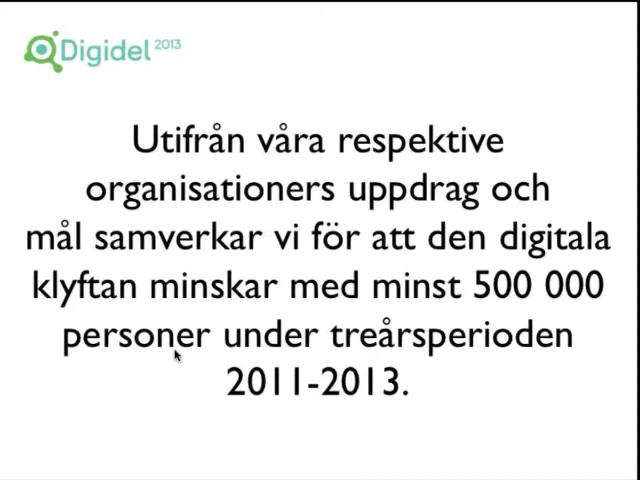 Digidel 2013
Utifrån våra respektive
organisationers uppdrag och
mål samverkar vi för att den digitala
klyftan minskar med minst 500 000
personer under treårsperioden
2011-2013.